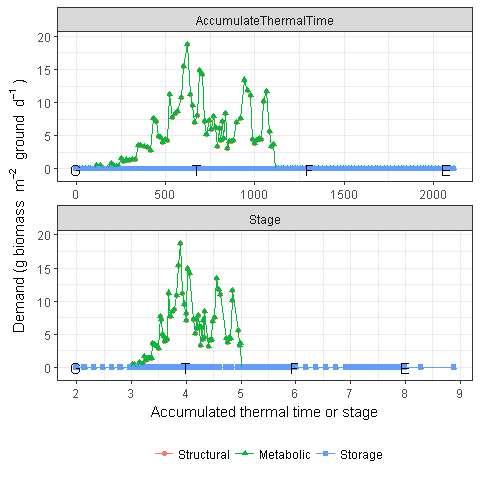 AccumulateThermalTime
20
15
10
5
0
G T T E
0 500 1000 1500 2000
Demand (g biomass m⁻² ground d⁻¹)
Stage
20
15
10
5
0
G T T E
2 3 4 5 6 7 8 9
Accumulated thermal time or stage
Structural Metabolic Storage